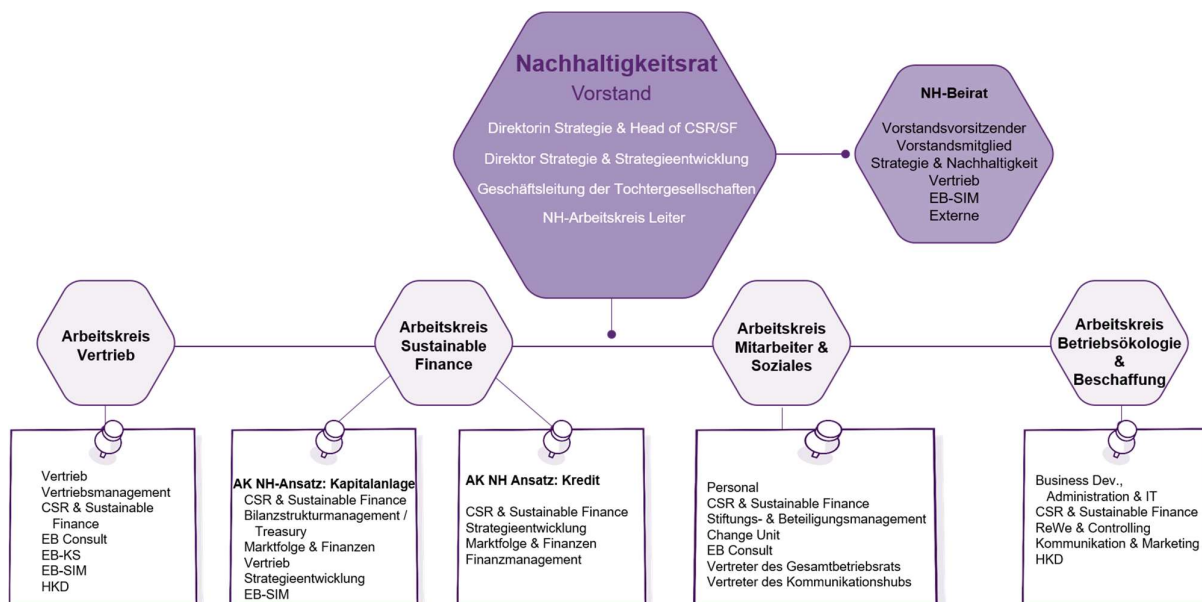 Nachhaltigkeitsrat
Vorstand
Direktorin Strategie & Head of CSR/SF
Direktor Strategie & Strategieentwicklung
Geschäftsleitung der Tochtergesellschaften
NH-Arbeitskreis Leiter
NH-Beirat
Vorstandsvorsitzender
Vorstandsmitglied
Strategie & Nachhaltigkeit
Vertrieb
EB-SIM
Externe
Arbeitskreis
Vertrieb
Arbeitskreis
Sustainable
Finance
Arbeitskreis
Mitarbeiter &
Soziales
Arbeitskreis
Betriebsökologie
&
Beschaffung
Vertrieb
Vertriebsmanagement
CSR & Sustainable
Finance
EB Consult
EB-KS
EB-SIM
HKD
AK NH-Ansatz: Kapitalanlage
CSR & Sustainable Finance
Bilanzstrukturmanagement /
Treasury
Marktfolge & Finanzen
Vertrieb
Strategieentwicklung
EB-SIM
AK NH Ansatz: Kredit
CSR & Sustainable Finance
Strategieentwicklung
Marktfolge & Finanzen
Finanzmanagement
Personal
CSR & Sustainable Finance
Stiftungs- & Beteiligungsmanagement
Change Unit
EB Consult
Vertreter des Gesamtbetriebsrats
Vertreter des Kommunikationshubs
Business Dev.,
Administration & IT
CSR & Sustainable Finance
ReWe & Controlling
Kommunikation & Marketing
HKD